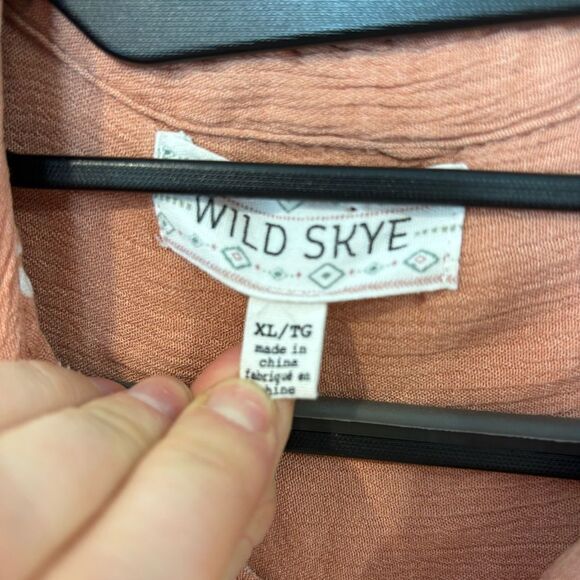 WILD SKYE
XL/TG
made in
china
fabriqué en
chine